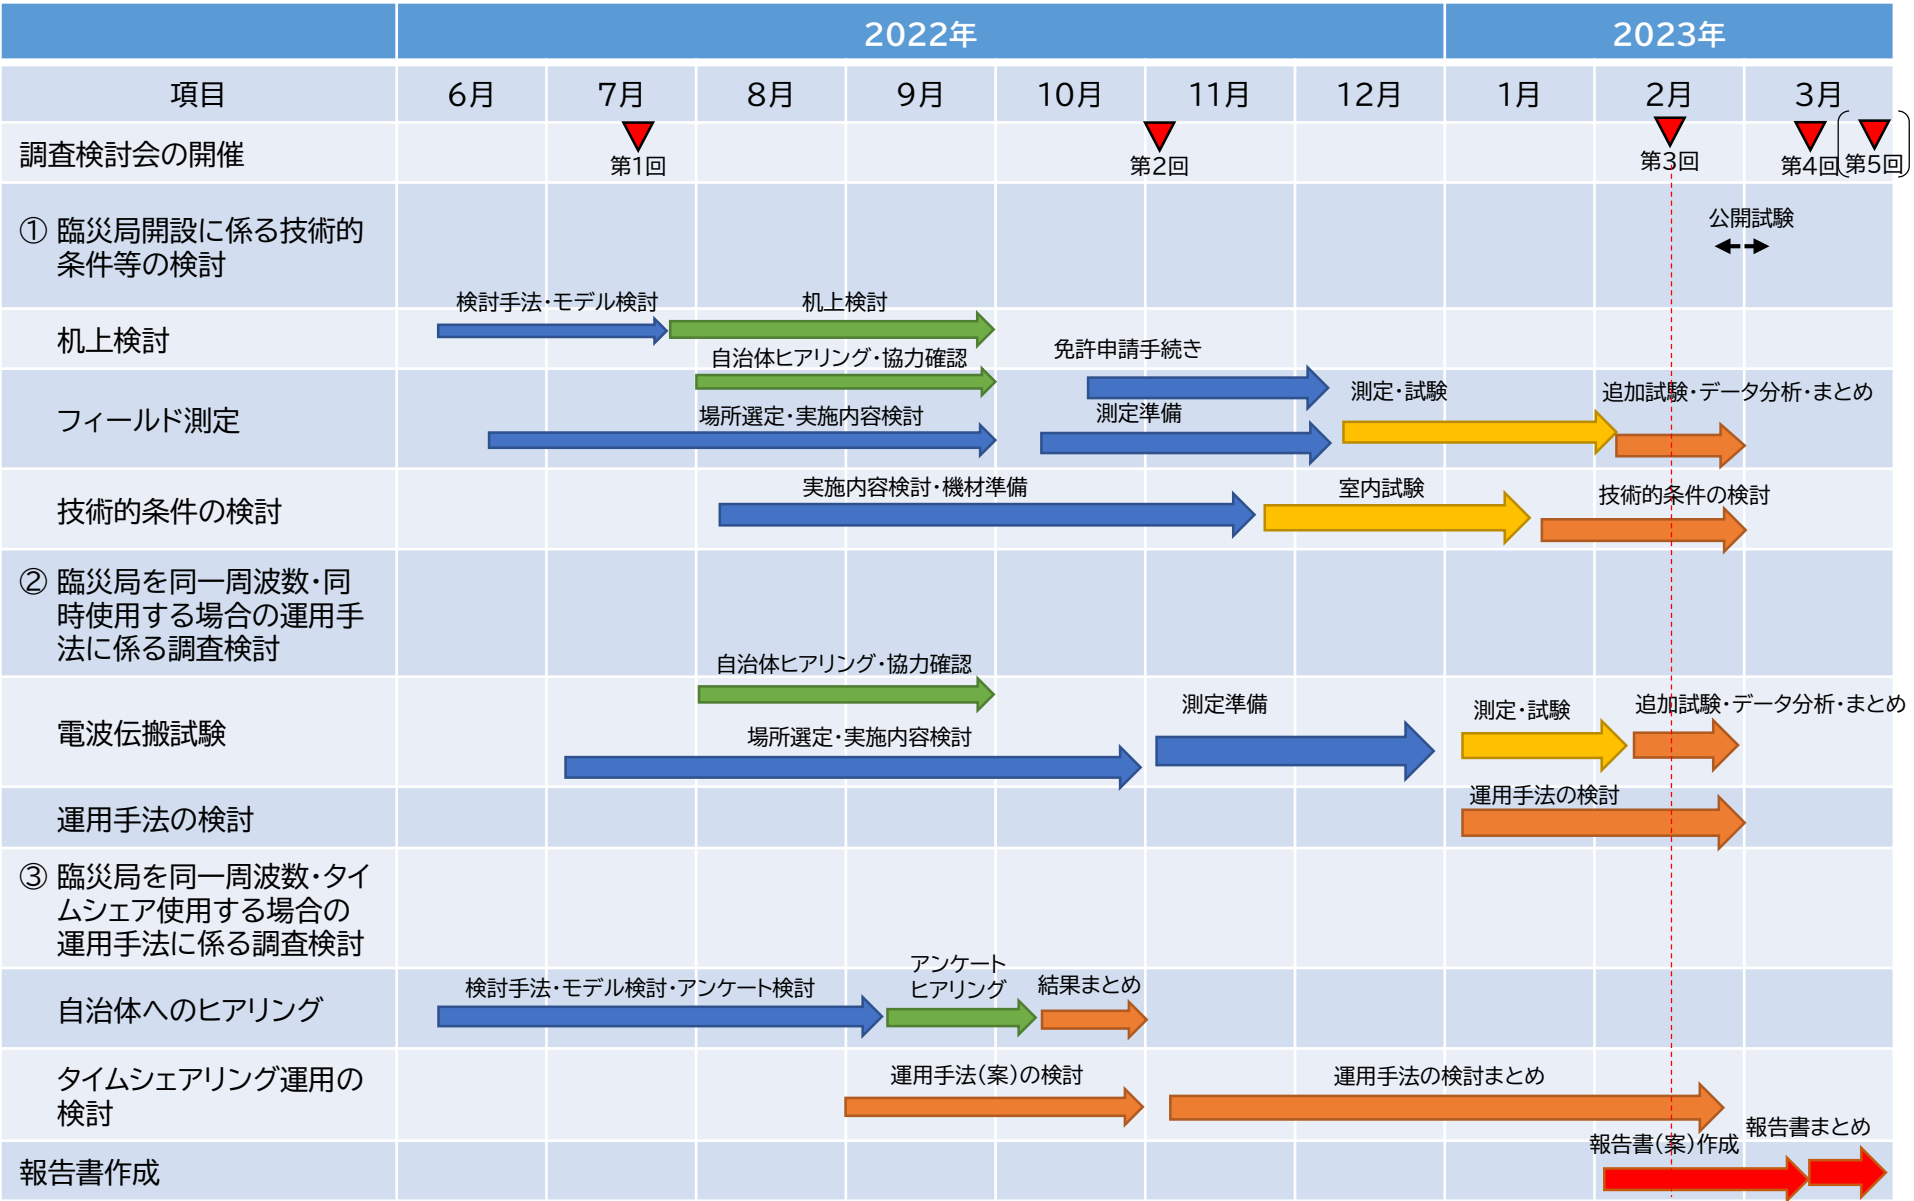 2022年
2023年
項目
6月
7月
8月
9月
10月
11月
12月
1月
2月
3月
調査検討会の開催
第1回
第2回
第3回
第4回
第5回
① 臨災局開設に係る技術的
条件等の検討
公開試験
机上検討
検討手法・モデル検討
机上検討
フィールド測定
自治体ヒアリング・協力確認
場所選定・実施内容検討
免許申請手続き
測定準備
測定・試験
追加試験・データ分析・まとめ
技術的条件の検討
実施内容検討・機材準備
室内試験
技術的条件の検討
② 臨災局を同一周波数・同
時使用する場合の運用手
法に係る調査検討
電波伝搬試験
自治体ヒアリング・協力確認
場所選定・実施内容検討
測定準備
測定・試験
追加試験・データ分析・まとめ
運用手法の検討
運用手法の検討
③ 臨災局を同一周波数・タイ
ムシェア使用する場合の
運用手法に係る調査検討
自治体へのヒアリング
検討手法・モデル検討・アンケート検討
アンケート
ヒアリング
結果まとめ
タイムシェアリング運用の
検討
運用手法(案)の検討
運用手法の検討まとめ
報告書作成
報告書(案)作成
報告書まとめ